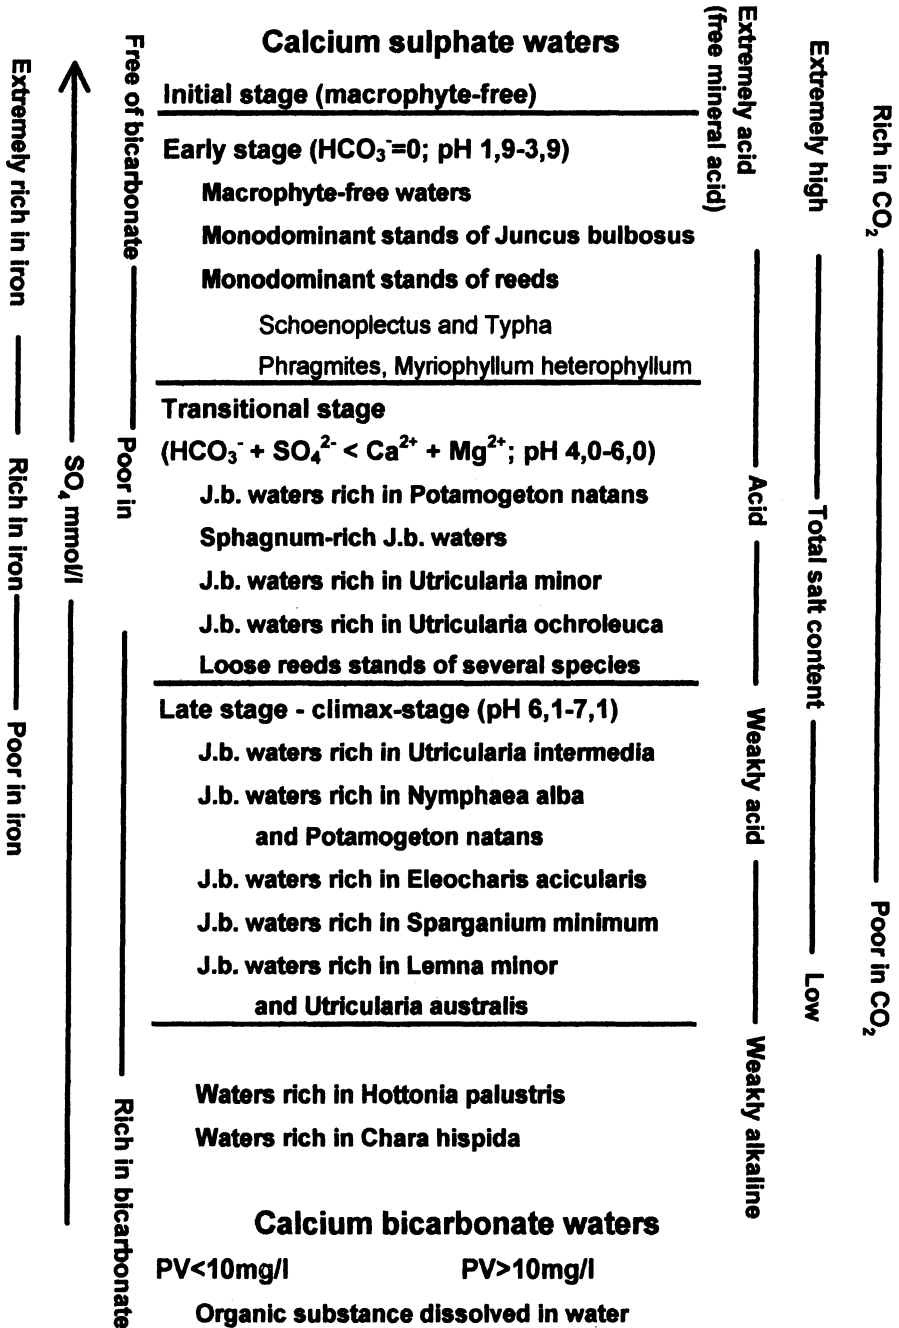 Calcium sulphate waters
Initial stage (macrophyte-free)
Early stage (HCO₃⁻=0; pH 1,9-3,9)
Macrophyte-free waters
Monodominant stands of Juncus bulbosus
Monodominant stands of reeds
Schoenoplectus and Typha
Phragmites, Myriophyllum heterophyllum
Transitional stage
(HCO₃⁻ + SO₄²⁻ < Ca²⁺ + Mg²⁺; pH 4,0-6,0)
J.b. waters rich in Potamogeton natans
Sphagnum-rich J.b. waters
J.b. waters rich in Utricularia minor
J.b. waters rich in Utricularia ochroleuca
Loose reeds stands of several species
Late stage - climax-stage (pH 6,1-7,1)
J.b. waters rich in Utricularia intermedia
J.b. waters rich in Nymphaea alba
and Potamogeton natans
J.b. waters rich in Eleocharis acicularis
J.b. waters rich in Sparganium minimum
J.b. waters rich in Lemna minor
and Utricularia australis
Waters rich in Hottonia palustris
Waters rich in Chara hispida
Calcium bicarbonate waters
PV<10mg/l PV>10mg/l
Organic substance dissolved in water
Extremely rich in iron
Rich in iron
Poor in iron
SO₄ mmol/l
Free of bicarbonate
Poor in
Rich in bicarbonate
Extremely acid
(free mineral acid)
Acid
Weakly acid
Weakly alkaline
Extremely high
Total salt content
Low
Rich in CO₂
Poor in CO₂